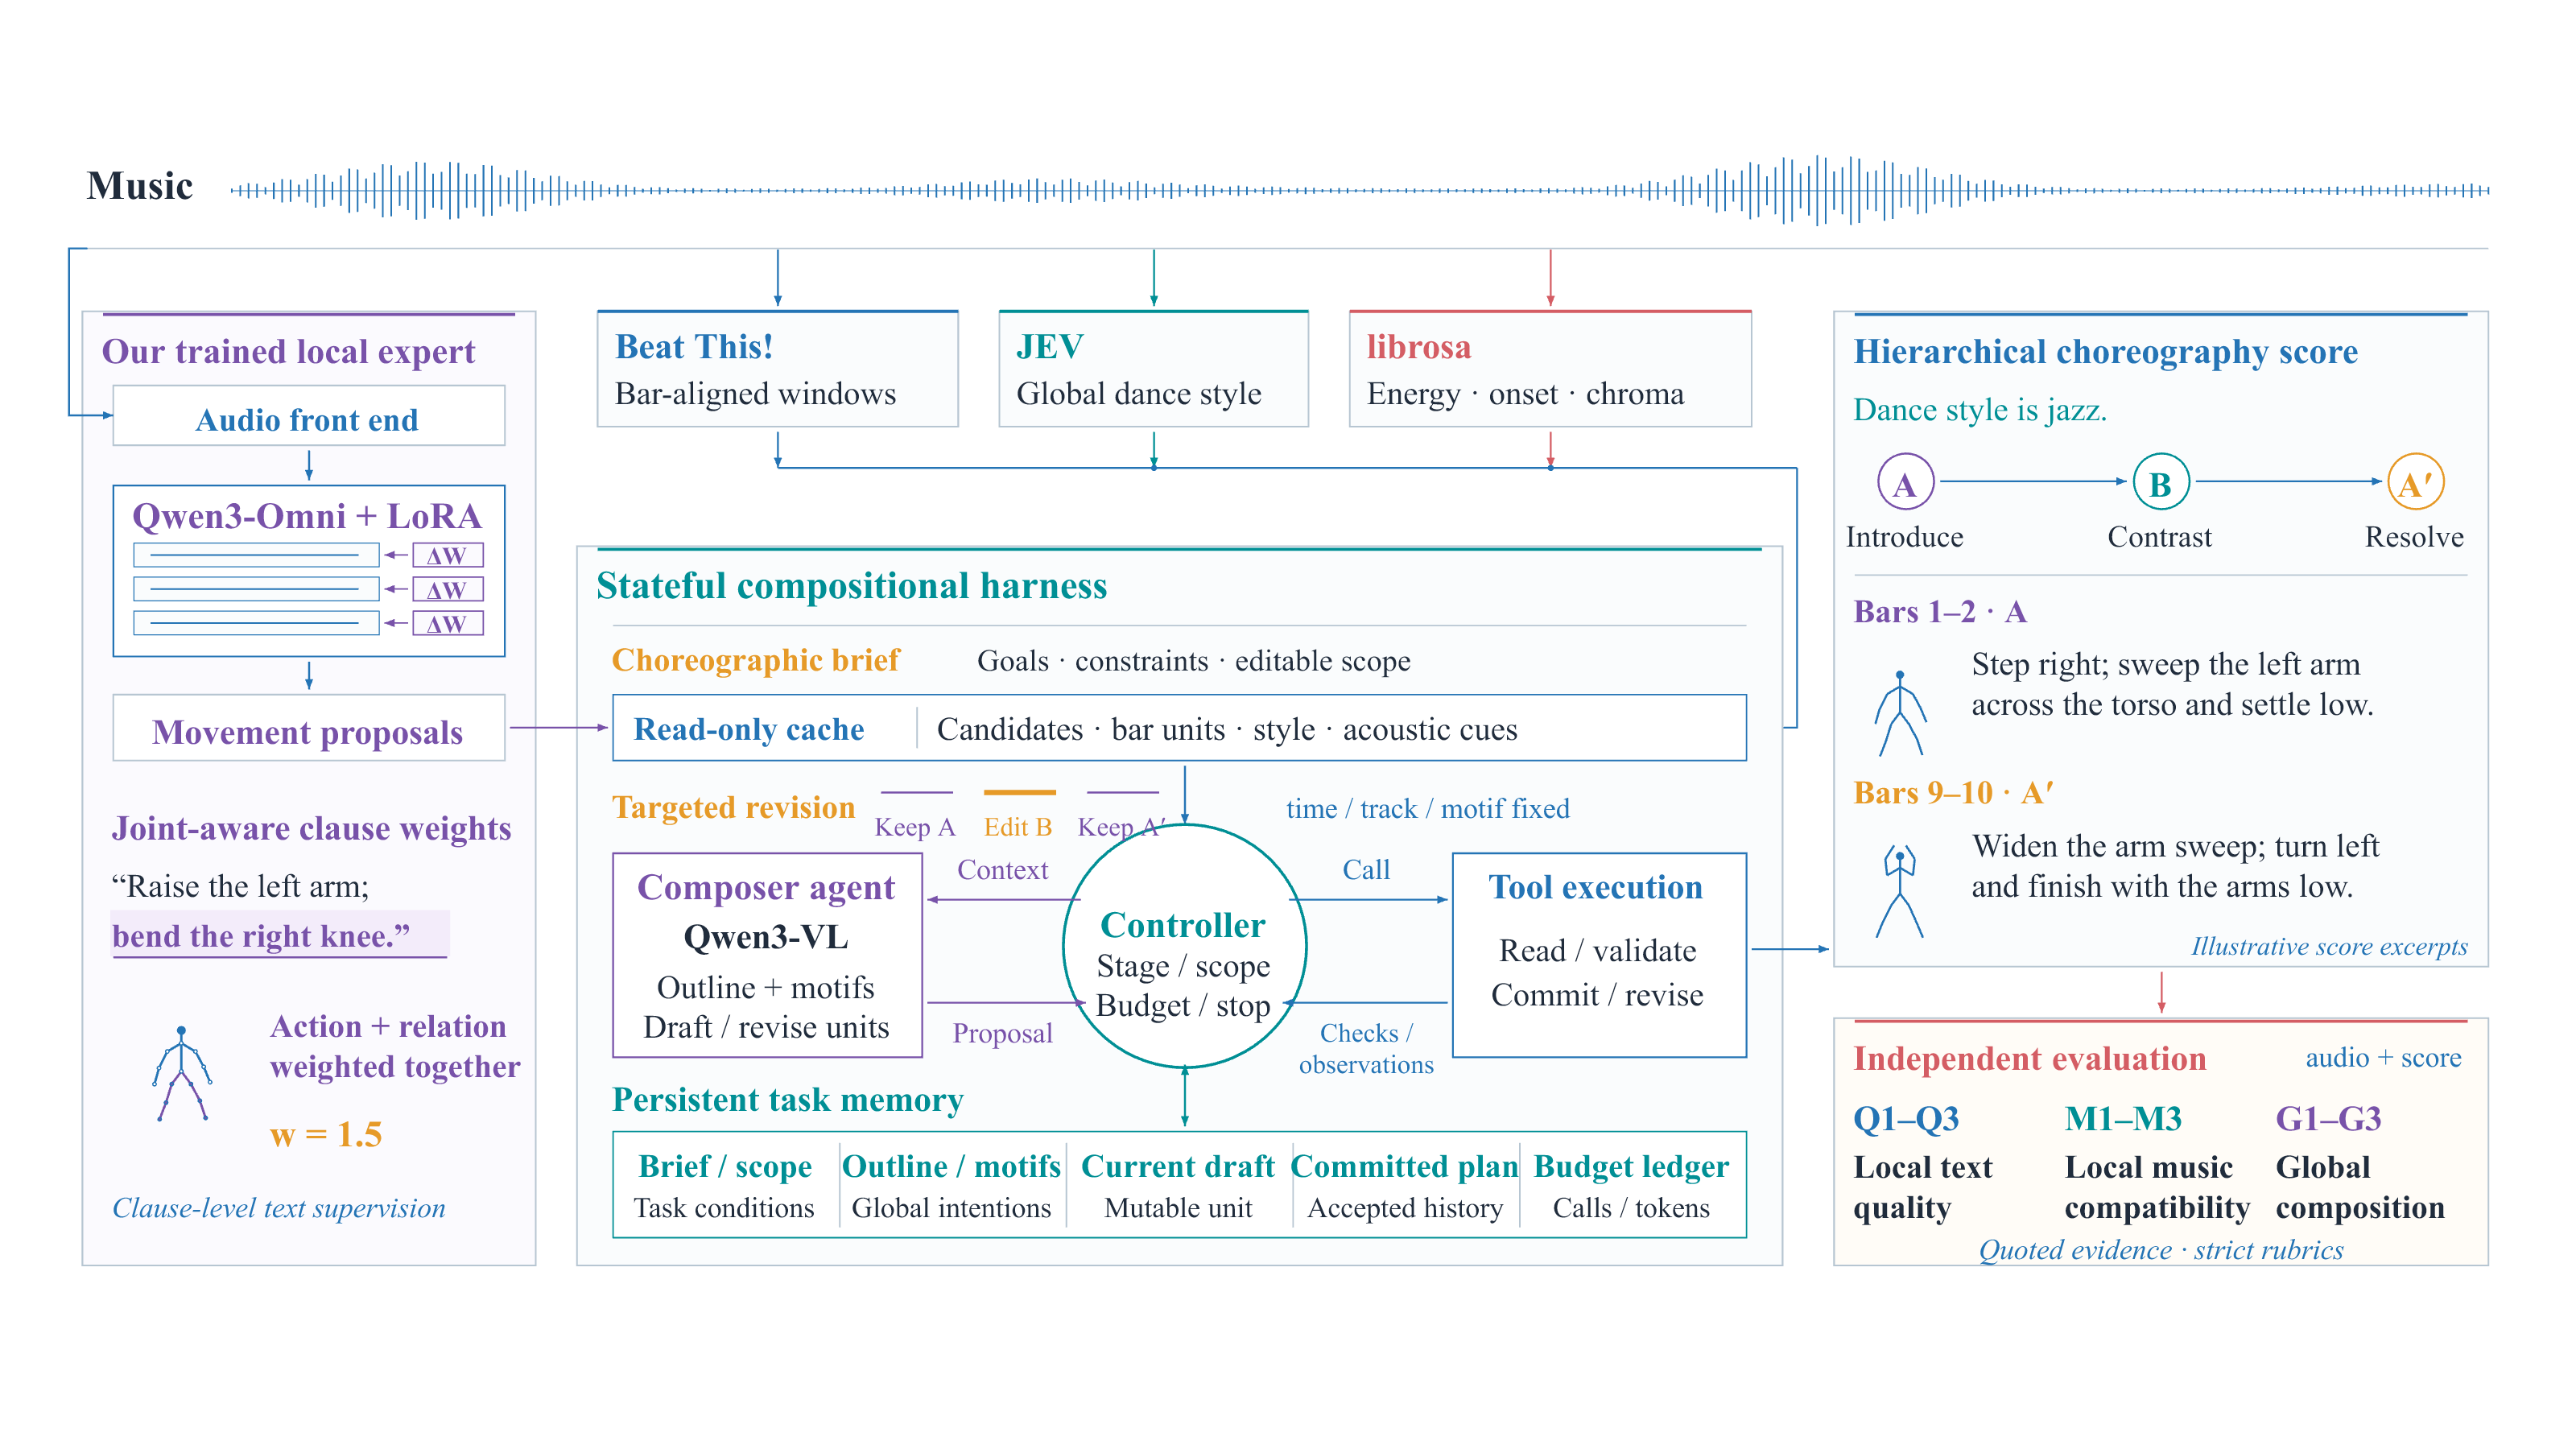 Music
Our trained local expert
Audio front end
Qwen3-Omni + LoRA
ΔW
ΔW
ΔW
Movement proposals
Joint-aware clause weights
“Raise the left arm;
bend the right knee.”
Action + relation
weighted together
w = 1.5
Clause-level text supervision
Beat This!
Bar-aligned windows
JEV
Global dance style
librosa
Energy · onset · chroma
Stateful compositional harness
Choreographic brief
Goals · constraints · editable scope
Read-only cache
Candidates · bar units · style · acoustic cues
Targeted revision
Keep A
Edit B
Keep A′
time / track / motif fixed
Composer agent
Qwen3-VL
Outline + motifs
Draft / revise units
Context
Proposal
Controller
Stage / scope
Budget / stop
Call
Checks /
observations
Tool execution
Read / validate
Commit / revise
Persistent task memory
Brief / scope
Task conditions
Outline / motifs
Global intentions
Current draft
Mutable unit
Committed plan
Accepted history
Budget ledger
Calls / tokens
Hierarchical choreography score
Dance style is jazz.
A
B
A′
Introduce
Contrast
Resolve
Bars 1–2 · A
Step right; sweep the left arm
across the torso and settle low.
Bars 9–10 · A′
Widen the arm sweep; turn left
and finish with the arms low.
Illustrative score excerpts
Independent evaluation
audio + score
Q1–Q3
Local text
quality
M1–M3
Local music
compatibility
G1–G3
Global
composition
Quoted evidence · strict rubrics